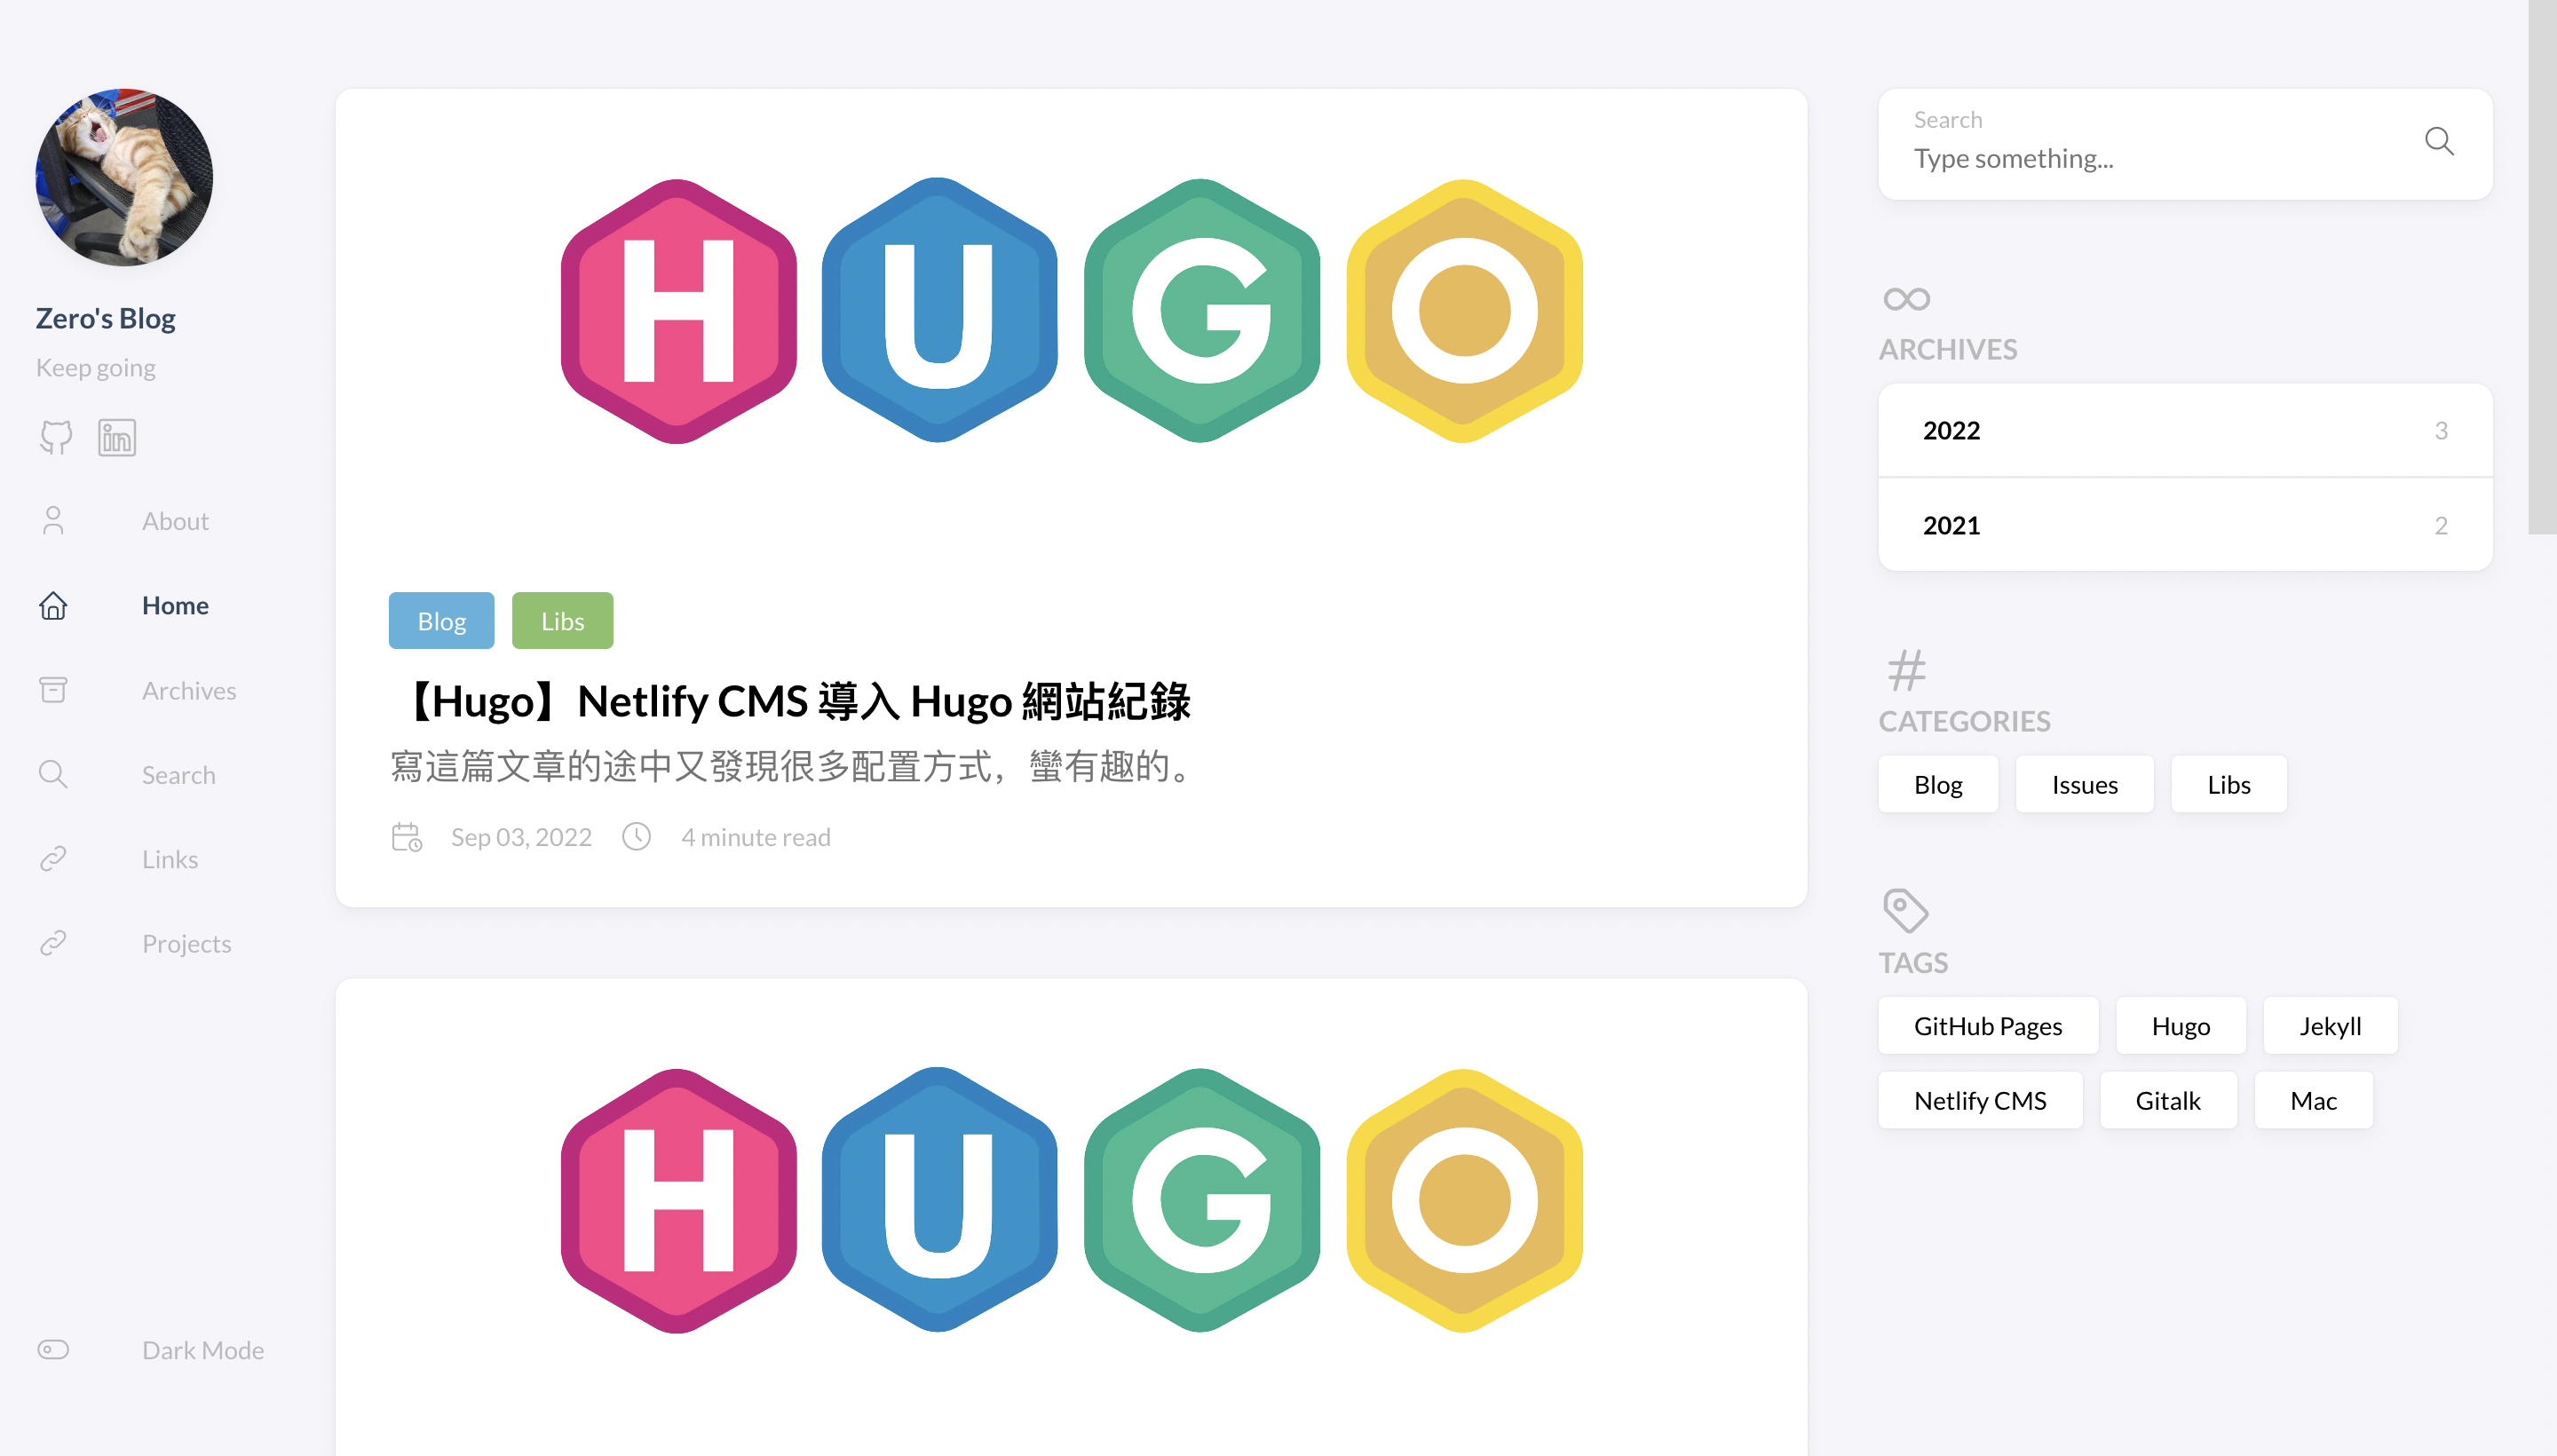 Zero's Blog
Keep going
About
Home
Archives
Search
Links
Projects
Dark Mode
HUGO
Blog
Libs
【Hugo】Netlify CMS 導入 Hugo 網站紀錄
寫這篇文章的途中又發現很多配置方式，蠻有趣的。
Sep 03, 2022
4 minute read
HUGO
Search
Type something...
ARCHIVES
2022 3
2021 2
CATEGORIES
Blog Issues Libs
TAGS
GitHub Pages Hugo Jekyll
Netlify CMS Gitalk Mac